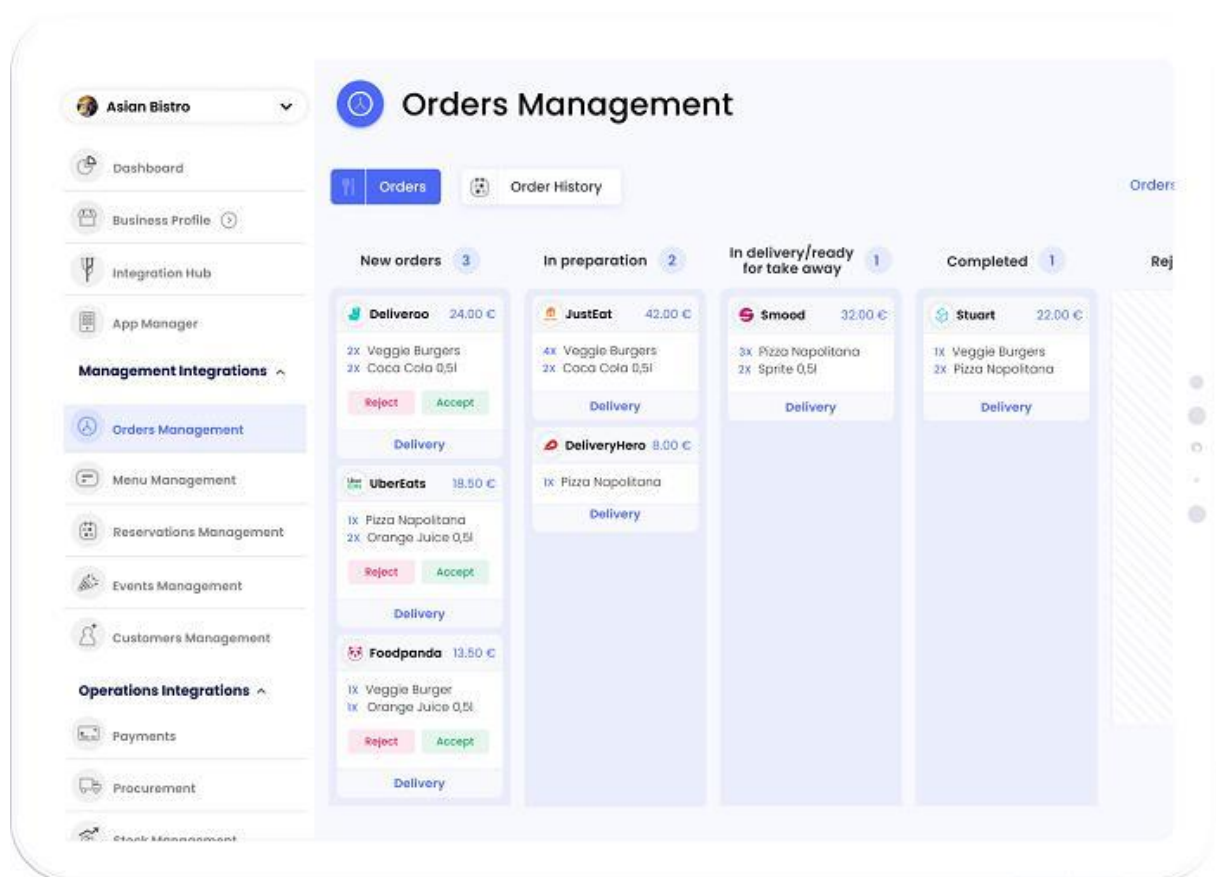 Asian Bistro
Dashboard
Business Profile
Integration Hub
App Manager
Management Integrations
Orders Management
Menu Management
Reservations Management
Events Management
Customers Management
Operations Integrations
Payments
Procurement
Stock Management
Orders Management
Orders
Order History
Orders
New orders 3
Deliveroo 24.00 €
2x Veggie Burgers
2x Coca Cola 0,5l
Reject Accept
Delivery
UberEats 18.50 €
1x Pizza Napolitana
2x Orange Juice 0,5l
Reject Accept
Delivery
Foodpanda 13.50 €
1x Veggie Burger
1x Orange Juice 0,5l
Reject Accept
Delivery
In preparation 2
JustEat 42.00 €
4x Veggie Burgers
2x Coca Cola 0,5l
Delivery
DeliveryHero 8.00 €
1x Pizza Napolitana
Delivery
In delivery/ready
for take away 1
Smood 32.00 €
3x Pizza Napolitana
2x Sprite 0,5l
Delivery
Completed 1
Stuart 22.00 €
1x Veggie Burgers
2x Pizza Napolitana
Delivery
Rej